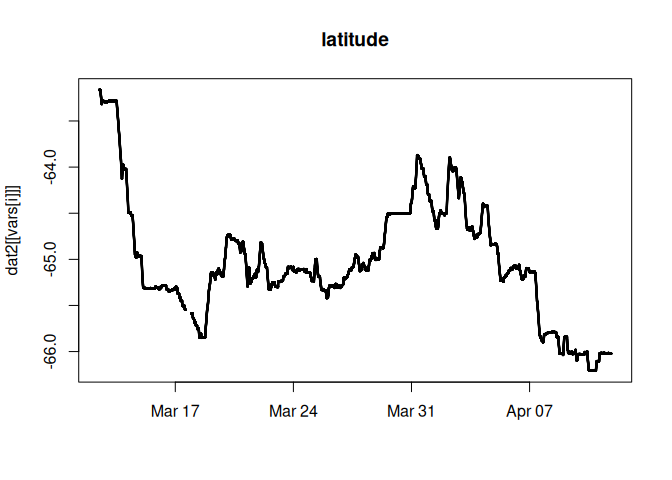 latitude
dat2[[vars[i]]]
-64.0
-65.0
-66.0
Mar 17
Mar 24
Mar 31
Apr 07